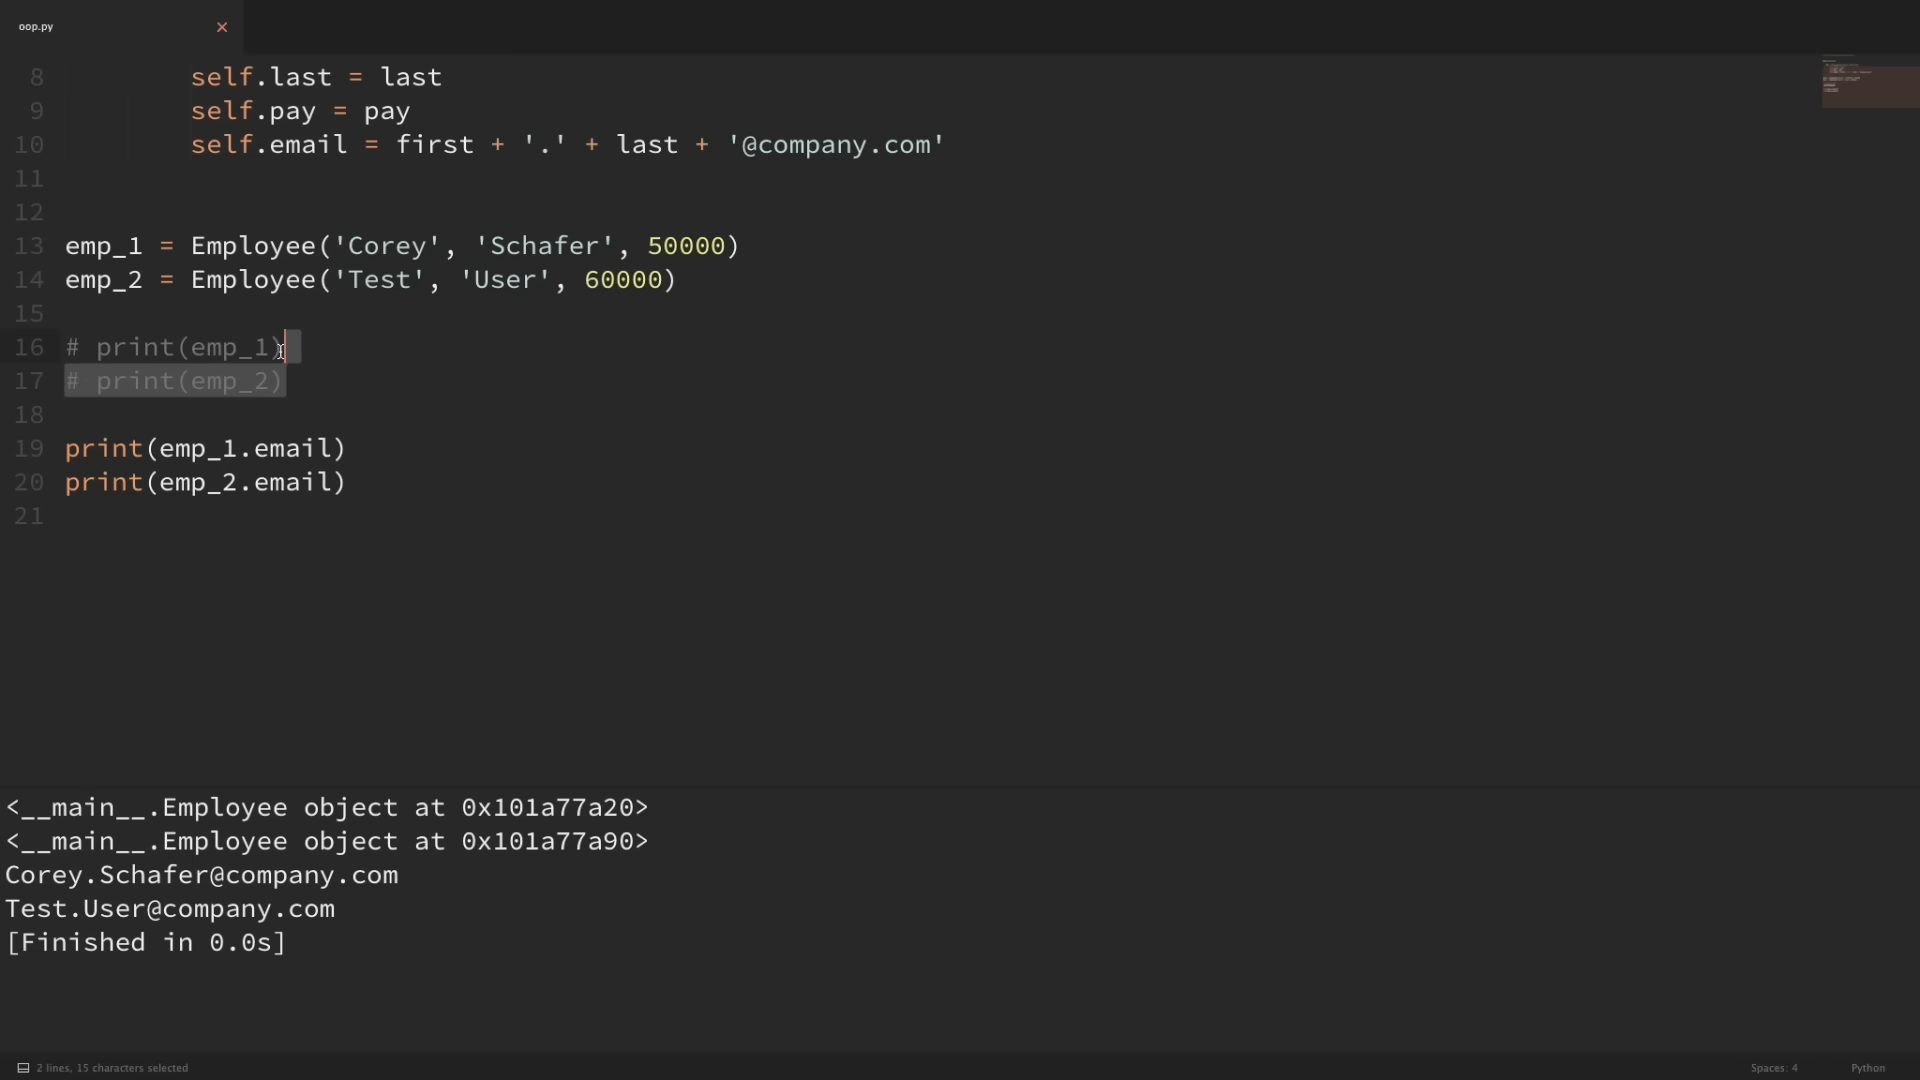 oop.py ×
8 self.last = last
9 self.pay = pay
10 self.email = first + '.' + last + '@company.com'
11
12
13 emp_1 = Employee('Corey', 'Schafer', 50000)
14 emp_2 = Employee('Test', 'User', 60000)
15
16 # print(emp_1)
17 # print(emp_2)
18
19 print(emp_1.email)
20 print(emp_2.email)
21
<__main__.Employee object at 0x101a77a20>
<__main__.Employee object at 0x101a77a90>
Corey.Schafer@company.com
Test.User@company.com
[Finished in 0.0s]
2 lines, 15 characters selected Spaces: 4 Python